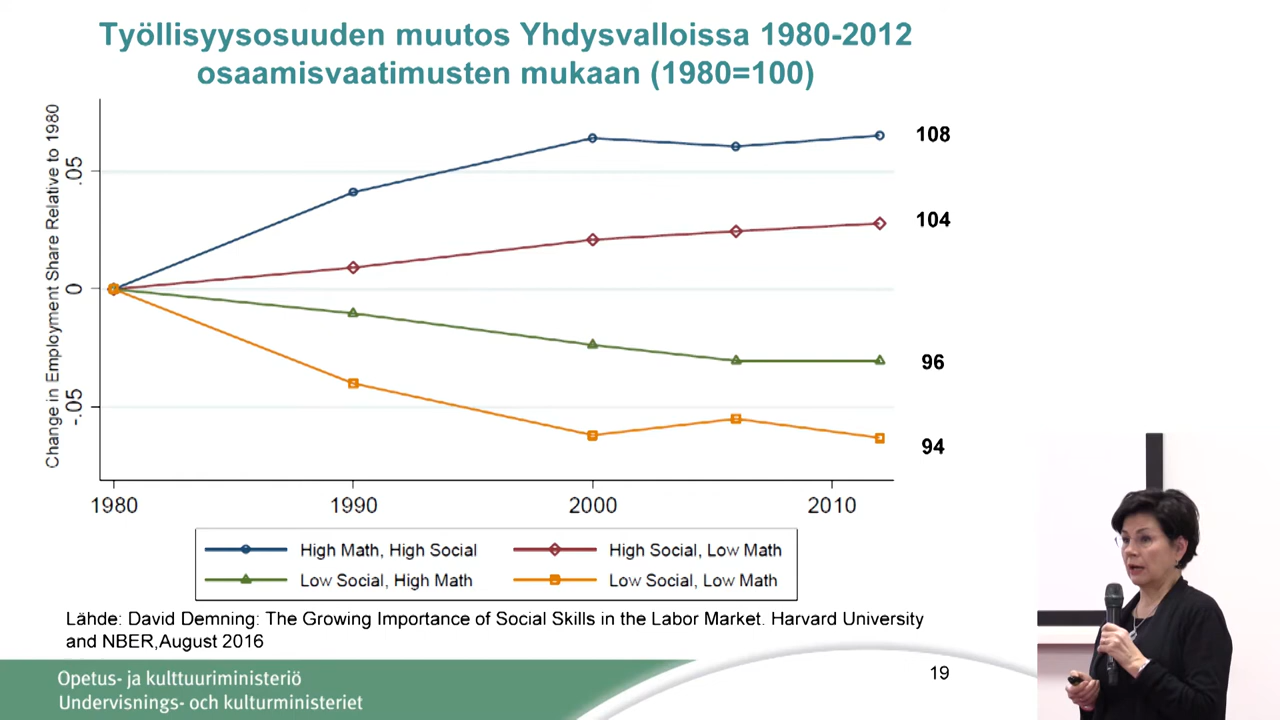 Työllisyysosuuden muutos Yhdysvalloissa 1980-2012
osaamisvaatimusten mukaan (1980=100)
Change in Employment Share Relative to 1980
.05
0
-.05
108
104
96
94
1980 1990 2000 2010
High Math, High Social High Social, Low Math
Low Social, High Math Low Social, Low Math
Lähde: David Demning: The Growing Importance of Social Skills in the Labor Market. Harvard University
and NBER,August 2016
Opetus- ja kulttuuriministeriö
Undervisnings- och kulturministeriet
19